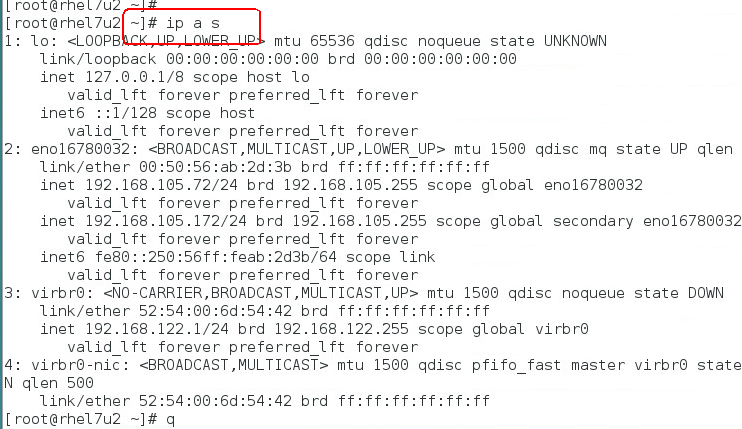 [root@rhel7u2 ~]#
[root@rhel7u2 ~]# ip a s
1: lo: <LOOPBACK,UP,LOWER_UP> mtu 65536 qdisc noqueue state UNKNOWN
    link/loopback 00:00:00:00:00:00 brd 00:00:00:00:00:00
    inet 127.0.0.1/8 scope host lo
       valid_lft forever preferred_lft forever
    inet6 ::1/128 scope host
       valid_lft forever preferred_lft forever
2: eno16780032: <BROADCAST,MULTICAST,UP,LOWER_UP> mtu 1500 qdisc mq state UP qlen
    link/ether 00:50:56:ab:2d:3b brd ff:ff:ff:ff:ff:ff
    inet 192.168.105.72/24 brd 192.168.105.255 scope global eno16780032
       valid_lft forever preferred_lft forever
    inet 192.168.105.172/24 brd 192.168.105.255 scope global secondary eno16780032
       valid_lft forever preferred_lft forever
    inet6 fe80::250:56ff:feab:2d3b/64 scope link
       valid_lft forever preferred_lft forever
3: virbr0: <NO-CARRIER,BROADCAST,MULTICAST,UP> mtu 1500 qdisc noqueue state DOWN
    link/ether 52:54:00:6d:54:42 brd ff:ff:ff:ff:ff:ff
    inet 192.168.122.1/24 brd 192.168.122.255 scope global virbr0
       valid_lft forever preferred_lft forever
4: virbr0-nic: <BROADCAST,MULTICAST> mtu 1500 qdisc pfifo_fast master virbr0 state
N qlen 500
    link/ether 52:54:00:6d:54:42 brd ff:ff:ff:ff:ff:ff
[root@rhel7u2 ~]# q